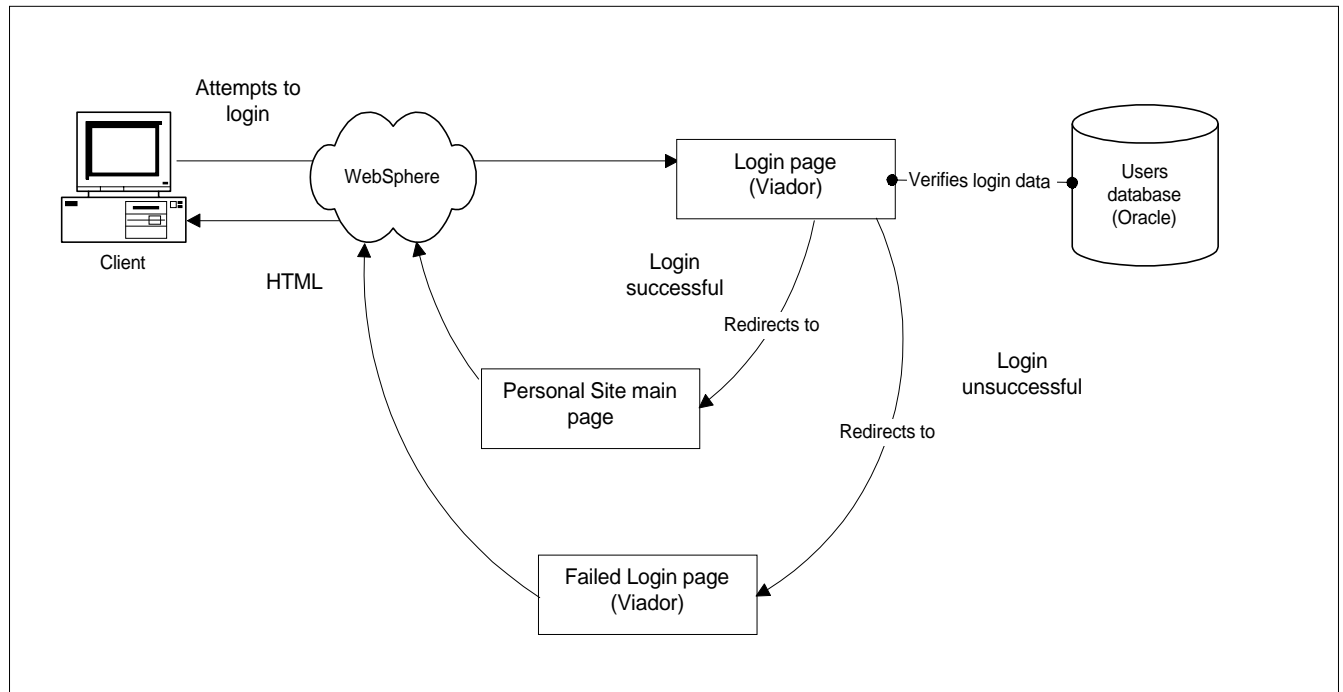 Attempts to
login
WebSphere
Login page
(Viador)
Verifies login data
Users
database
(Oracle)
Client
HTML
Login
successful
Redirects to
Login
unsuccessful
Personal Site main
page
Redirects to
Failed Login page
(Viador)